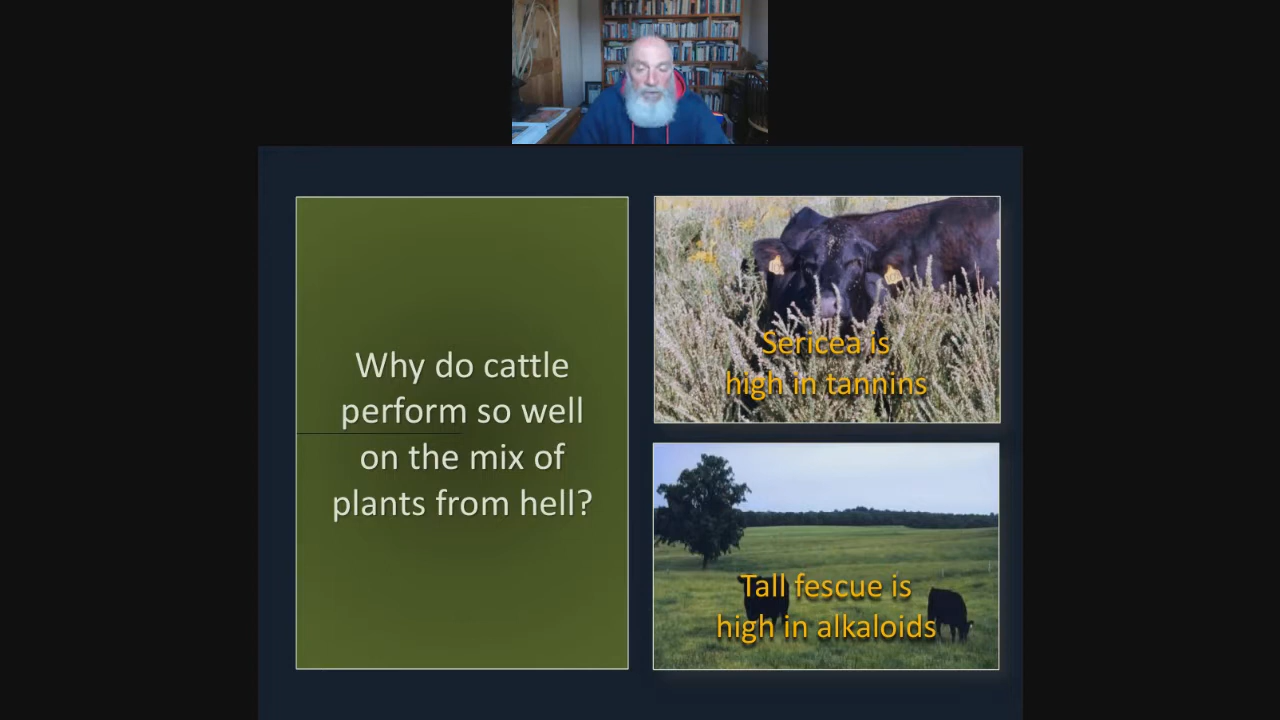 Why do cattle
perform so well
on the mix of
plants from hell?
Sericea is
high in tannins
Tall fescue is
high in alkaloids